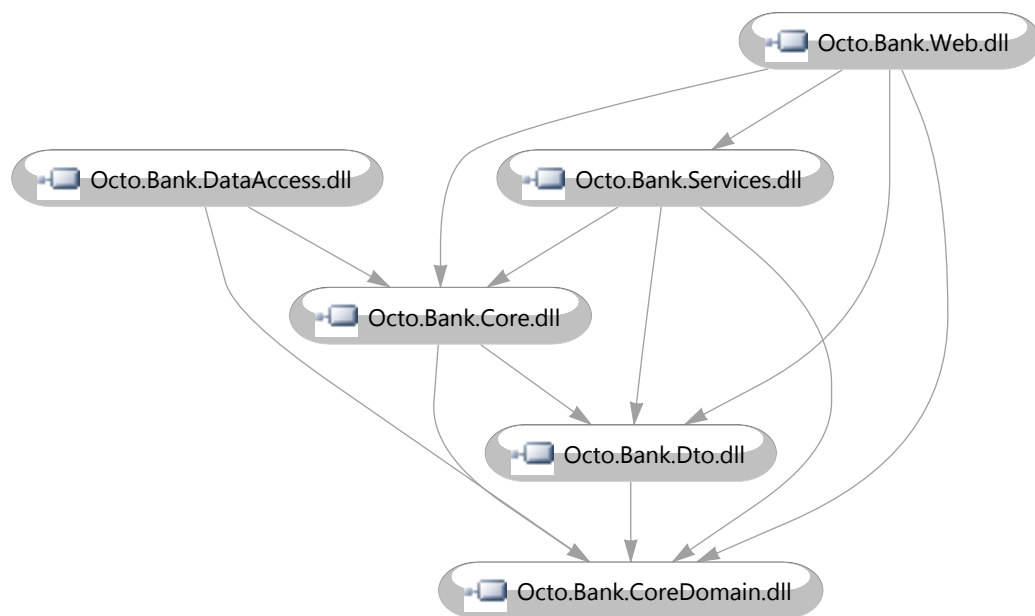 Octo.Bank.Web.dll
Octo.Bank.DataAccess.dll
Octo.Bank.Services.dll
Octo.Bank.Core.dll
Octo.Bank.Dto.dll
Octo.Bank.CoreDomain.dll